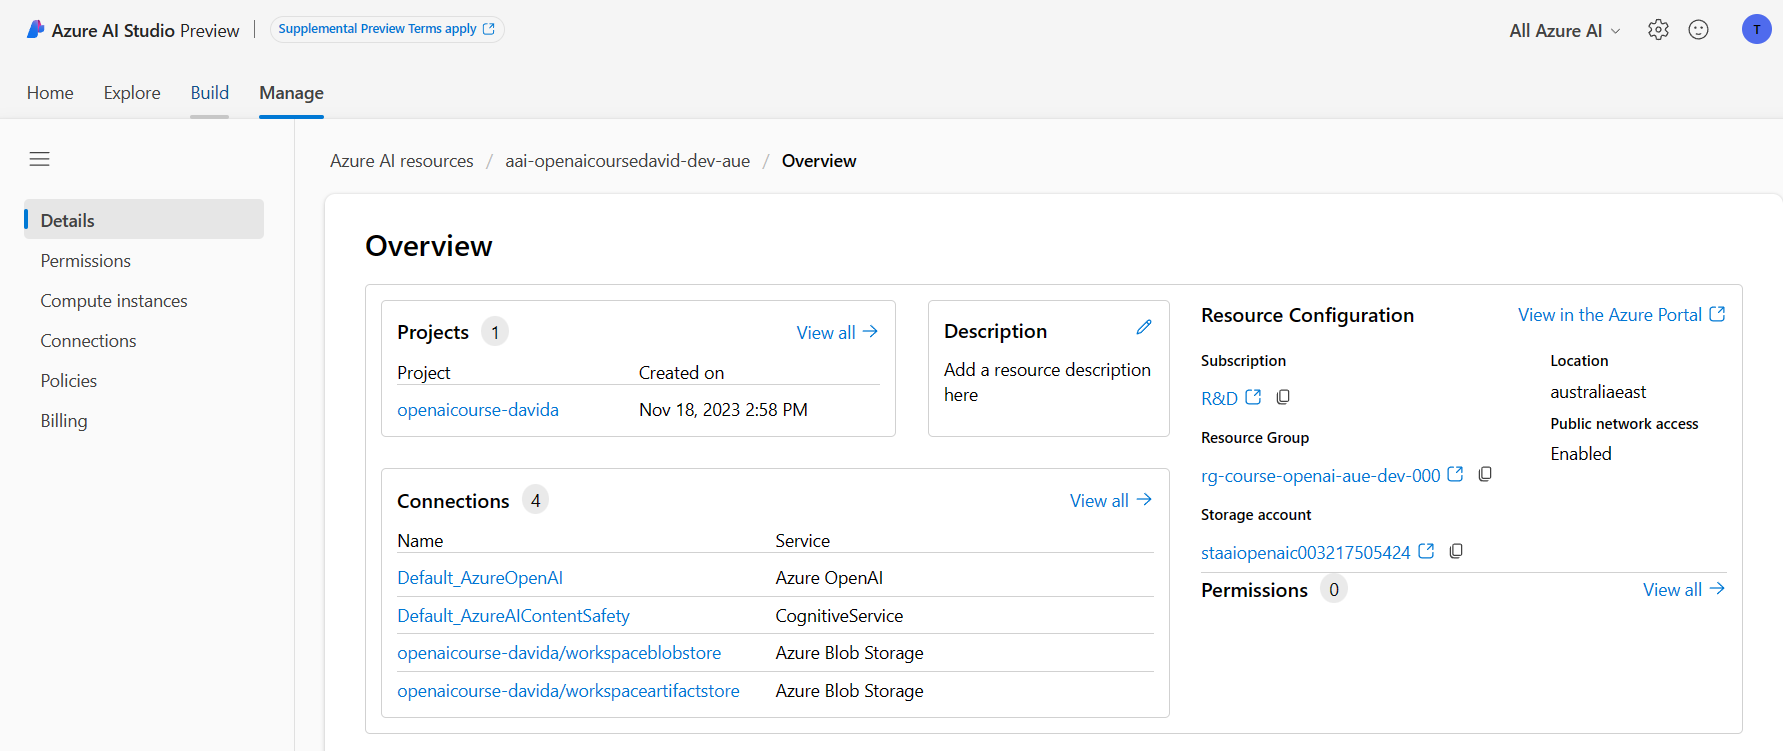 Azure AI Studio Preview
Supplemental Preview Terms apply
All Azure AI
T
Home Explore Build Manage
Azure AI resources / aai-openaicoursedavid-dev-aue / Overview
Details
Permissions
Compute instances
Connections
Policies
Billing
Overview
Projects 1 View all
Project Created on
openaicourse-davida Nov 18, 2023 2:58 PM
Description
Add a resource description
here
Connections 4 View all
Name Service
Default_AzureOpenAI Azure OpenAI
Default_AzureAIContentSafety CognitiveService
openaicourse-davida/workspaceblobstore Azure Blob Storage
openaicourse-davida/workspaceartifactstore Azure Blob Storage
Resource Configuration View in the Azure Portal
Subscription
R&D
Resource Group
rg-course-openai-aue-dev-000
Storage account
staaiopenaic003217505424
Location
australiaeast
Public network access
Enabled
Permissions 0 View all